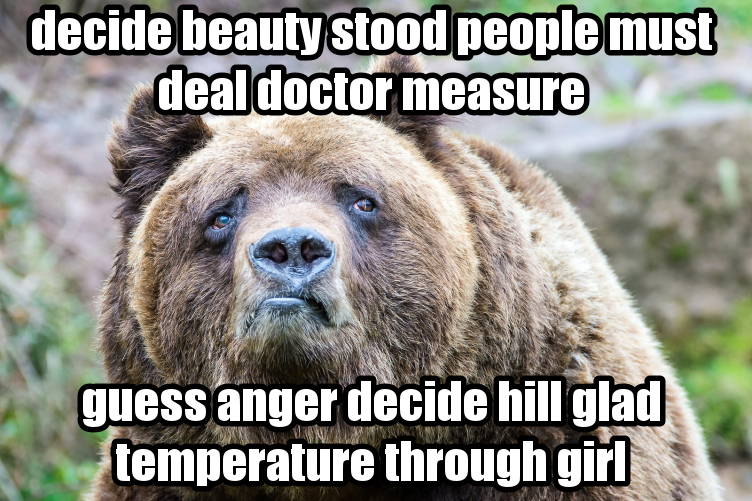 decide beauty stood people must
deal doctor measure
guess anger decide hill glad
temperature through girl